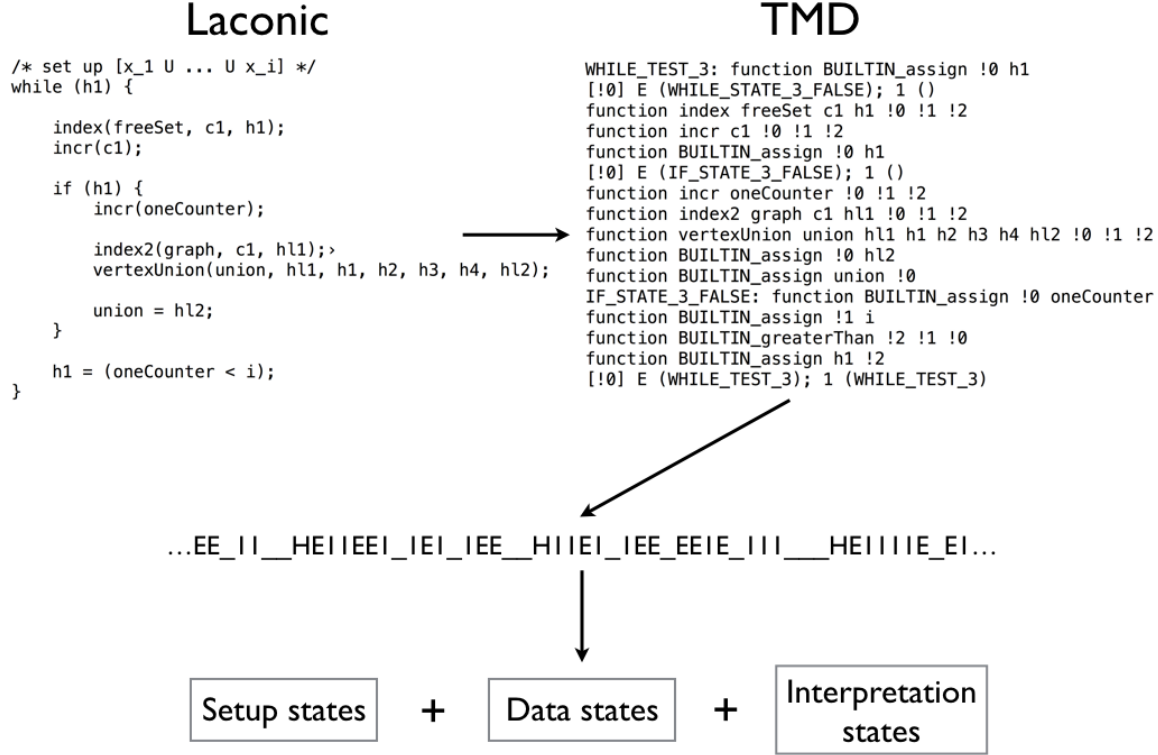 Laconic
/* set up [x_1 U ... U x_i] */
while (h1) {
index(freeSet, c1, h1);
incr(c1);
if (h1) {
incr(oneCounter);
index2(graph, c1, hl1);›
vertexUnion(union, hl1, h1, h2, h3, h4, hl2);
union = hl2;
}
h1 = (oneCounter < i);
}
TMD
WHILE_TEST_3: function BUILTIN_assign !0 h1
[!0] E (WHILE_STATE_3_FALSE); 1 ()
function index freeSet c1 h1 !0 !1 !2
function incr c1 !0 !1 !2
function BUILTIN_assign !0 h1
[!0] E (IF_STATE_3_FALSE); 1 ()
function incr oneCounter !0 !1 !2
function index2 graph c1 hl1 !0 !1 !2
function vertexUnion union hl1 h1 h2 h3 h4 hl2 !0 !1 !2
function BUILTIN_assign !0 hl2
function BUILTIN_assign union !0
IF_STATE_3_FALSE: function BUILTIN_assign !0 oneCounter
function BUILTIN_assign !1 i
function BUILTIN_greaterThan !2 !1 !0
function BUILTIN_assign h1 !2
[!0] E (WHILE_TEST_3); 1 (WHILE_TEST_3)
...EE_11__HE11EE1_1E1_1EE__H11E1_1EE_EE1E_111___HE1111E_E1...
Setup states
+
Data states
+
Interpretation
states